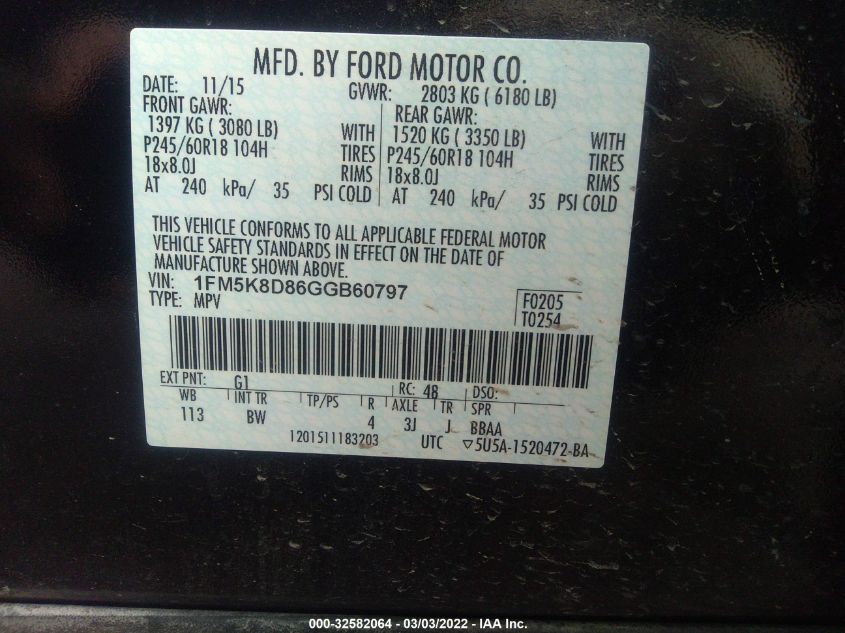 MFD. BY FORD MOTOR CO.
DATE: 11/15 GVWR: 2803 KG ( 6180 LB)
FRONT GAWR: REAR GAWR:
1397 KG ( 3080 LB) WITH 1520 KG ( 3350 LB) WITH
P245/60R18 104H TIRES P245/60R18 104H TIRES
18x8.0J RIMS 18x8.0J RIMS
AT 240 kPa/ 35 PSI COLD AT 240 kPa/ 35 PSI COLD
THIS VEHICLE CONFORMS TO ALL APPLICABLE FEDERAL MOTOR
VEHICLE SAFETY STANDARDS IN EFFECT ON THE DATE OF
MANUFACTURE SHOWN ABOVE.
VIN: 1FM5K8D86GGB60797
TYPE: MPV
F0205
T0254
EXT PNT: G1 RC: 48 DSO:
WB INT TR TP/PS R AXLE TR SPR
113 BW 4 3J J BBAA
1201511183203 UTC ▽5U5A-1520472-BA
000-32582064 - 03/03/2022 - IAA Inc.